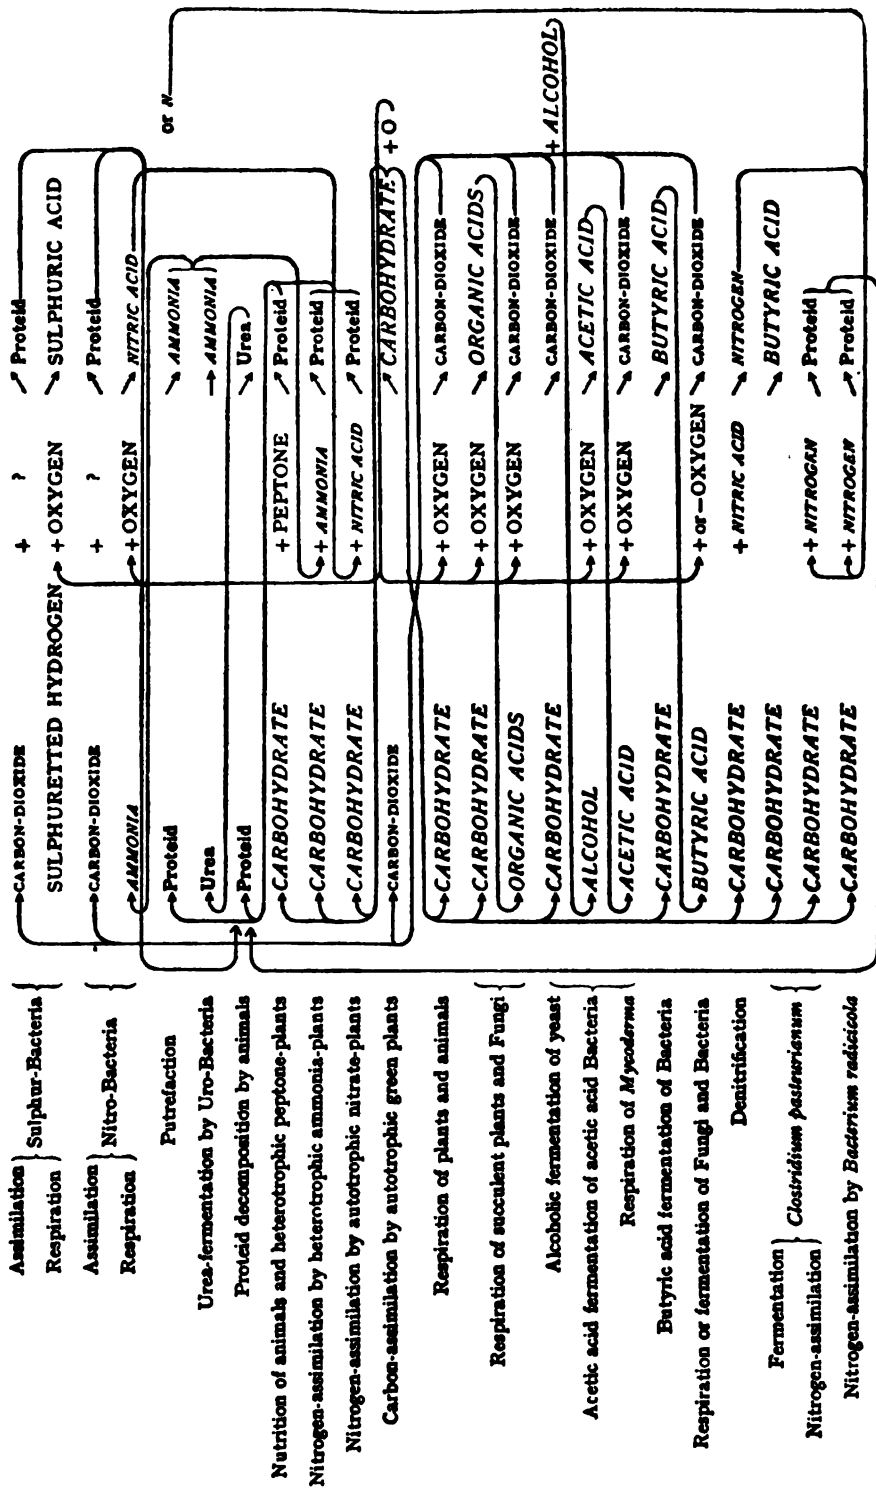 Assimilation CARBON-DIOXIDE + ? Proteid
Sulphur-Bacteria
Respiration SULPHURETTED HYDROGEN + OXYGEN SULPHURIC ACID
Assimilation CARBON-DIOXIDE + ? Proteid
Nitro-Bacteria
Respiration AMMONIA + OXYGEN NITRIC ACID
Putrefaction Proteid AMMONIA or N
Urea-fermentation by Uro-Bacteria Urea AMMONIA
Proteid decomposition by animals Proteid Urea
Nutrition of animals and heterotrophic peptone-plants CARBOHYDRATE + PEPTONE Proteid
Nitrogen-assimilation by heterotrophic ammonia-plants CARBOHYDRATE + AMMONIA Proteid
Nitrogen-assimilation by autotrophic nitrate-plants CARBOHYDRATE + NITRIC ACID Proteid
Carbon-assimilation by autotrophic green plants CARBON-DIOXIDE CARBOHYDRATE + O
Respiration of plants and animals CARBOHYDRATE + OXYGEN CARBON-DIOXIDE
CARBOHYDRATE + OXYGEN ORGANIC ACIDS
Respiration of succulent plants and Fungi
ORGANIC ACIDS + OXYGEN CARBON-DIOXIDE
Alcoholic fermentation of yeast CARBOHYDRATE CARBON-DIOXIDE + ALCOHOL
Acetic acid fermentation of acetic acid Bacteria ALCOHOL + OXYGEN ACETIC ACID
Respiration of Mycoderma ACETIC ACID + OXYGEN CARBON-DIOXIDE
Butyric acid fermentation of Bacteria CARBOHYDRATE BUTYRIC ACID
Respiration or fermentation of Fungi and Bacteria BUTYRIC ACID + or – OXYGEN CARBON-DIOXIDE
Denitrification CARBOHYDRATE + NITRIC ACID NITROGEN
Fermentation CARBOHYDRATE BUTYRIC ACID
Clostridium pasteurianum
Nitrogen-assimilation CARBOHYDRATE + NITROGEN Proteid
Nitrogen-assimilation by Bacterium radicicola CARBOHYDRATE + NITROGEN Proteid